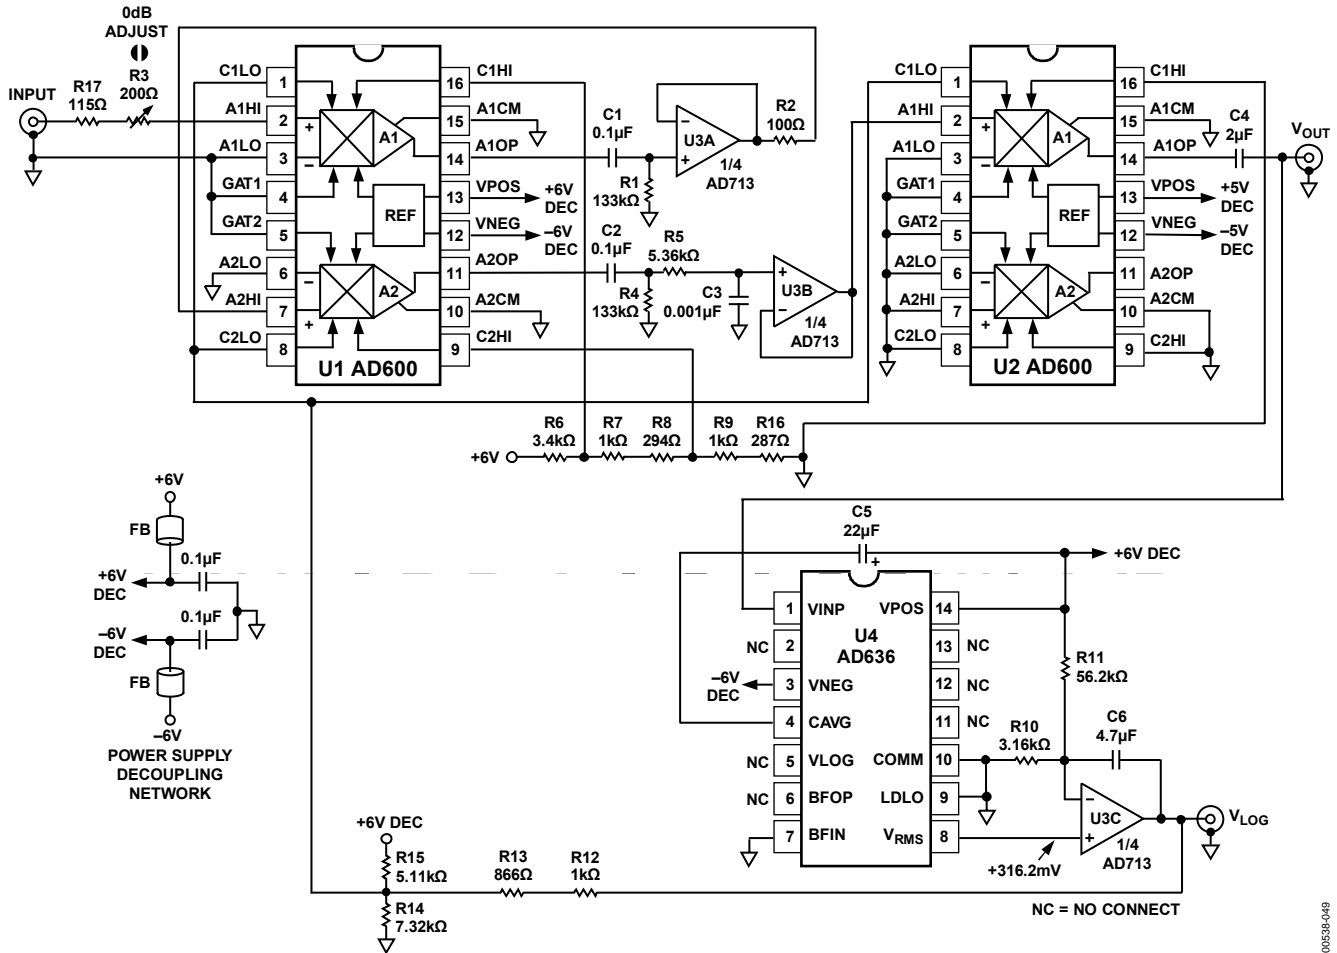 0dB
ADJUST
INPUT
R17
115Ω
R3
200Ω
C1LO
1
A1HI
2
A1LO
3
GAT1
4
GAT2
5
A2LO
6
A2HI
7
C2LO
8
+
–
A1
REF
–
+
A2
U1 AD600
16
C1HI
15
A1CM
14
A1OP
13
VPOS
+6V
DEC
12
VNEG
–6V
DEC
11
A2OP
10
A2CM
9
C2HI
C1
0.1µF
R1
133kΩ
–
+
U3A
1/4
AD713
R2
100Ω
C2
0.1µF
R5
5.36kΩ
R4
133kΩ
C3
0.001µF
+
–
U3B
1/4
AD713
C1LO
1
A1HI
2
A1LO
3
GAT1
4
GAT2
5
A2LO
6
A2HI
7
C2LO
8
+
–
A1
REF
–
+
A2
U2 AD600
16
C1HI
15
A1CM
14
A1OP
13
VPOS
+5V
DEC
12
VNEG
–5V
DEC
11
A2OP
10
A2CM
9
C2HI
C4
2µF
VOUT
+6V
R6
3.4kΩ
R7
1kΩ
R8
294Ω
R9
1kΩ
R16
287Ω
+6V
FB
0.1µF
+6V
DEC
0.1µF
–6V
DEC
FB
–6V
POWER SUPPLY
DECOUPLING
NETWORK
C5
22µF
+
+6V DEC
U4
AD636
1
VINP
NC
2
–6V
DEC
3
VNEG
4
CAVG
NC
5
VLOG
NC
6
BFOP
7
BFIN
VPOS
14
13
NC
12
NC
11
NC
COMM
10
LDLO
9
VRMS
8
R11
56.2kΩ
R10
3.16kΩ
C6
4.7µF
–
+
U3C
1/4
AD713
VLOG
+316.2mV
+6V DEC
R15
5.11kΩ
R14
7.32kΩ
R13
866Ω
R12
1kΩ
NC = NO CONNECT
00538-049